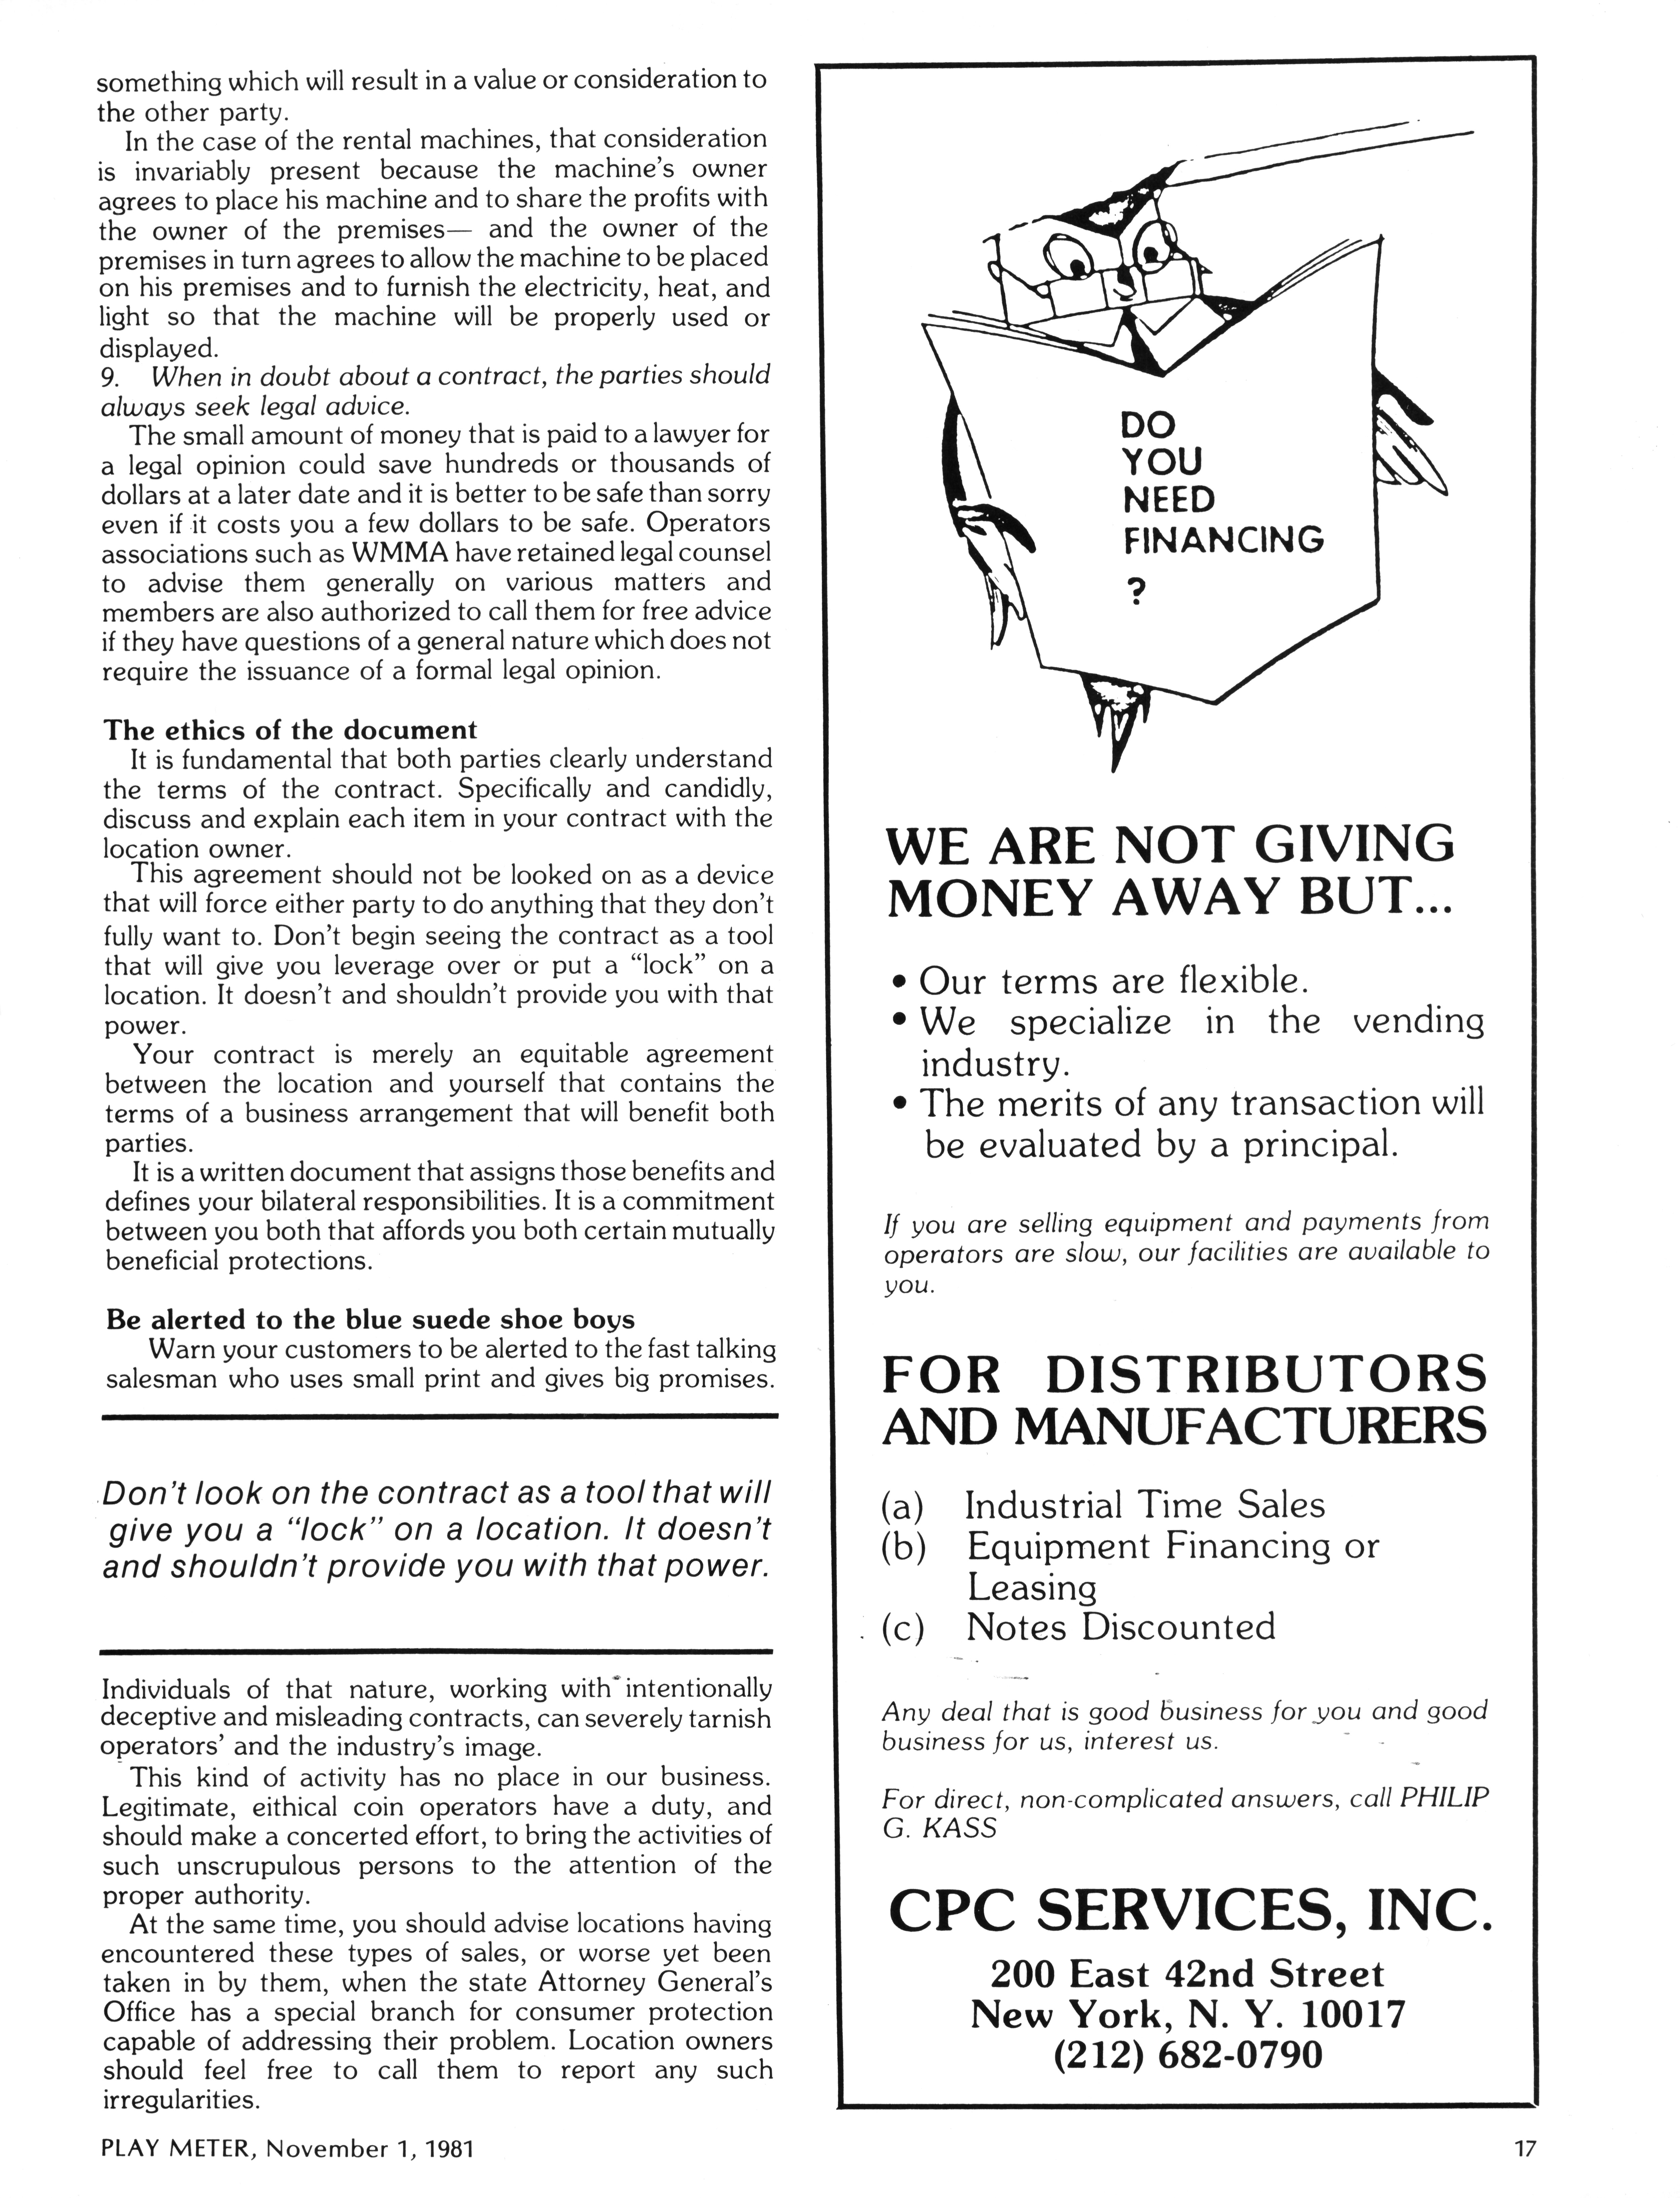 something which will result in a value or consideration to
the other party.
In the case of the rental machines, that consideration
is invariably present because the machine's owner
agrees to place his machine and to share the profits with
the owner of the premises— and the owner of the
premises in turn agrees to allow the machine to be placed
on his premises and to furnish the electricity, heat, and
light so that the machine will be properly used or
displayed.
9. When in doubt about a contract, the parties should
always seek legal advice.
The small amount of money that is paid to a lawyer for
a legal opinion could save hundreds or thousands of
dollars at a later date and it is better to be safe than sorry
even if it costs you a few dollars to be safe. Operators
associations such as WMMA have retained legal counsel
to advise them generally on various matters and
members are also authorized to call them for free advice
if they have questions of a general nature which does not
require the issuance of a formal legal opinion.
The ethics of the document
It is fundamental that both parties clearly understand
the terms of the contract. Specifically and candidly,
discuss and explain each item in your contract with the
location owner.
This agreement should not be looked on as a device
that will force either party to do anything that they don't
fully want to. Don't begin seeing the contract as a tool
that will give you leverage over or put a "lock" on a
location. It doesn't and shouldn't provide you with that
power.
Your contract is merely an equitable agreement
between the location and yourself that contains the
terms of a business arrangement that will benefit both
parties.
It is a written document that assigns those benefits and
defines your bilateral responsibilities. It is a commitment
between you both that affords you both certain mutually
beneficial protections.
Be alerted to the blue suede shoe boys
Warn your customers to be alerted to the fast talking
salesman who uses small print and gives big promises.
Don't look on the contract as a tool that will
give you a "lock" on a location. It doesn't
and shouldn't provide you with that power.
Individuals of that nature, working with intentionally
deceptive and misleading contracts, can severely tarnish
operators' and the industry's image.
This kind of activity has no place in our business.
Legitimate, eithical coin operators have a duty, and
should make a concerted effort, to bring the activities of
such unscrupulous persons to the attention of the
proper authority.
At the same time, you should advise locations having
encountered these types of sales, or worse yet been
taken in by them, when the state Attorney General's
Office has a special branch for consumer protection
capable of addressing their problem. Location owners
should feel free to call them to report any such
irregularities.
DO
YOU
NEED
FINANCING
?
WE ARE NOT GIVING
MONEY AWAY BUT...
• Our terms are flexible.
• We specialize in the vending
industry.
• The merits of any transaction will
be evaluated by a principal.
If you are selling equipment and payments from
operators are slow, our facilities are available to
you.
FOR DISTRIBUTORS
AND MANUFACTURERS
(a) Industrial Time Sales
(b) Equipment Financing or
Leasing
(c) Notes Discounted
Any deal that is good business for you and good
business for us, interest us.
For direct, non-complicated answers, call PHILIP
G. KASS
CPC SERVICES, INC.
200 East 42nd Street
New York, N. Y. 10017
(212) 682-0790
PLAY METER, November 1, 1981
17